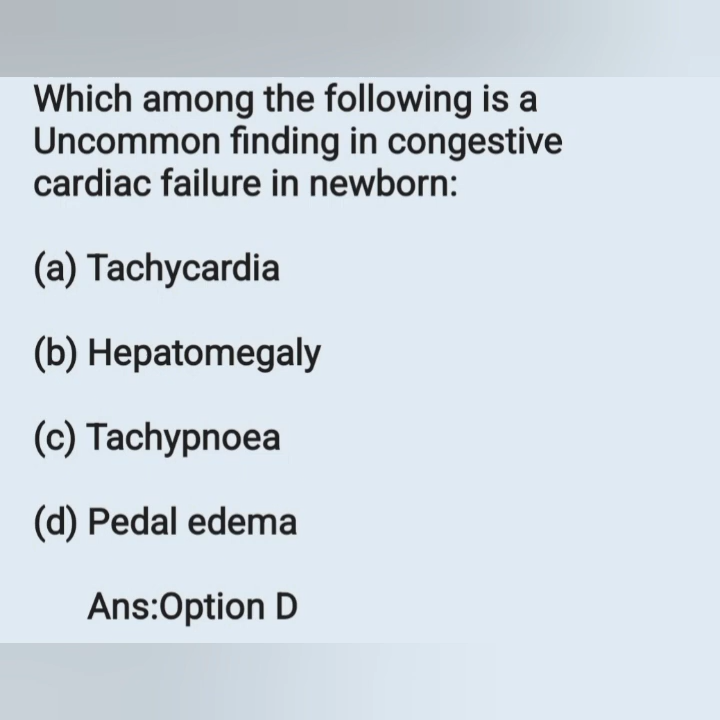 Which among the following is a
Uncommon finding in congestive
cardiac failure in newborn:
(a) Tachycardia
(b) Hepatomegaly
(c) Tachypnoea
(d) Pedal edema
Ans:Option D